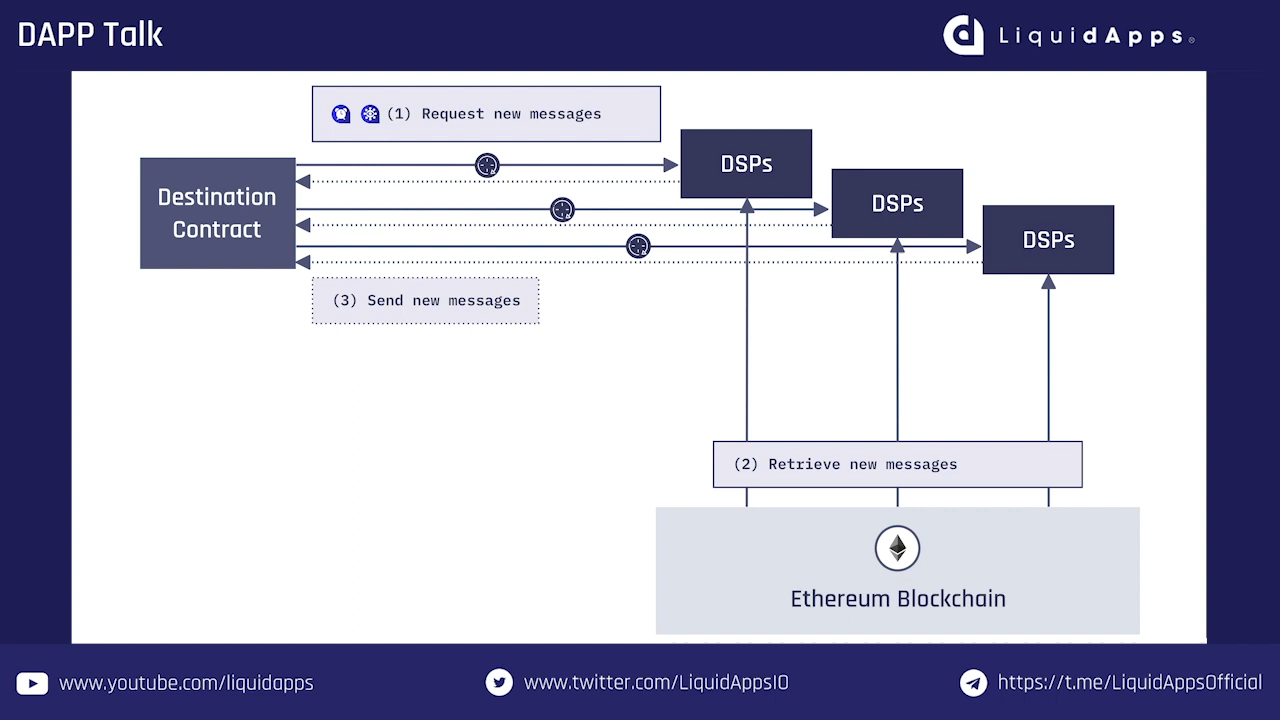 DAPP Talk
LiquidApps
(1) Request new messages
DSPs
DSPs
DSPs
Destination
Contract
(3) Send new messages
(2) Retrieve new messages
Ethereum Blockchain
www.youtube.com/liquidapps
www.twitter.com/LiquidAppsIO
https://t.me/LiquidAppsOfficial